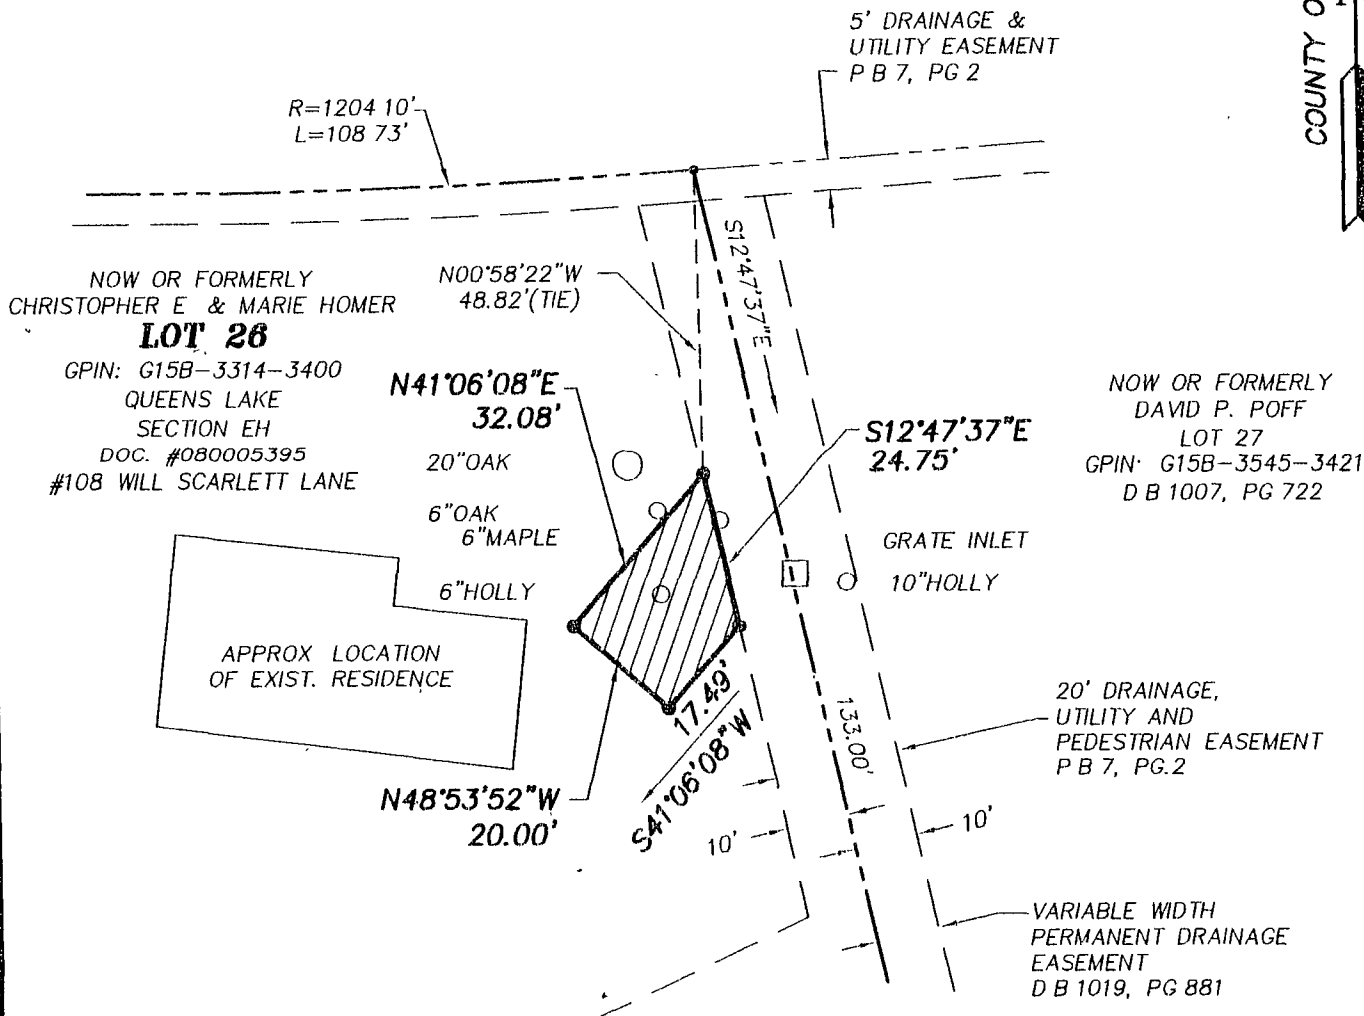 COUNTY O
5' DRAINAGE &
UTILITY EASEMENT
P B 7, PG 2
R=1204 10'
L=108 73'
NOW OR FORMERLY
CHRISTOPHER E & MARIE HOMER
LOT 26
GPIN: G15B-3314-3400
QUEENS LAKE
SECTION EH
DOC. #080005395
#108 WILL SCARLETT LANE
N00°58'22"W
48.82'(TIE)
S12°47'37"E
N41°06'08"E
32.08'
S12°47'37"E
24.75'
NOW OR FORMERLY
DAVID P. POFF
LOT 27
GPIN: G15B-3545-3421
D B 1007, PG 722
20"OAK
6"OAK
6"MAPLE
6"HOLLY
GRATE INLET
10"HOLLY
APPROX LOCATION
OF EXIST. RESIDENCE
17.49'
S41°06'08"W
133.00'
N48°53'52"W
20.00'
20' DRAINAGE,
UTILITY AND
PEDESTRIAN EASEMENT
P B 7, PG.2
10'
10'
VARIABLE WIDTH
PERMANENT DRAINAGE
EASEMENT
D B 1019, PG 881